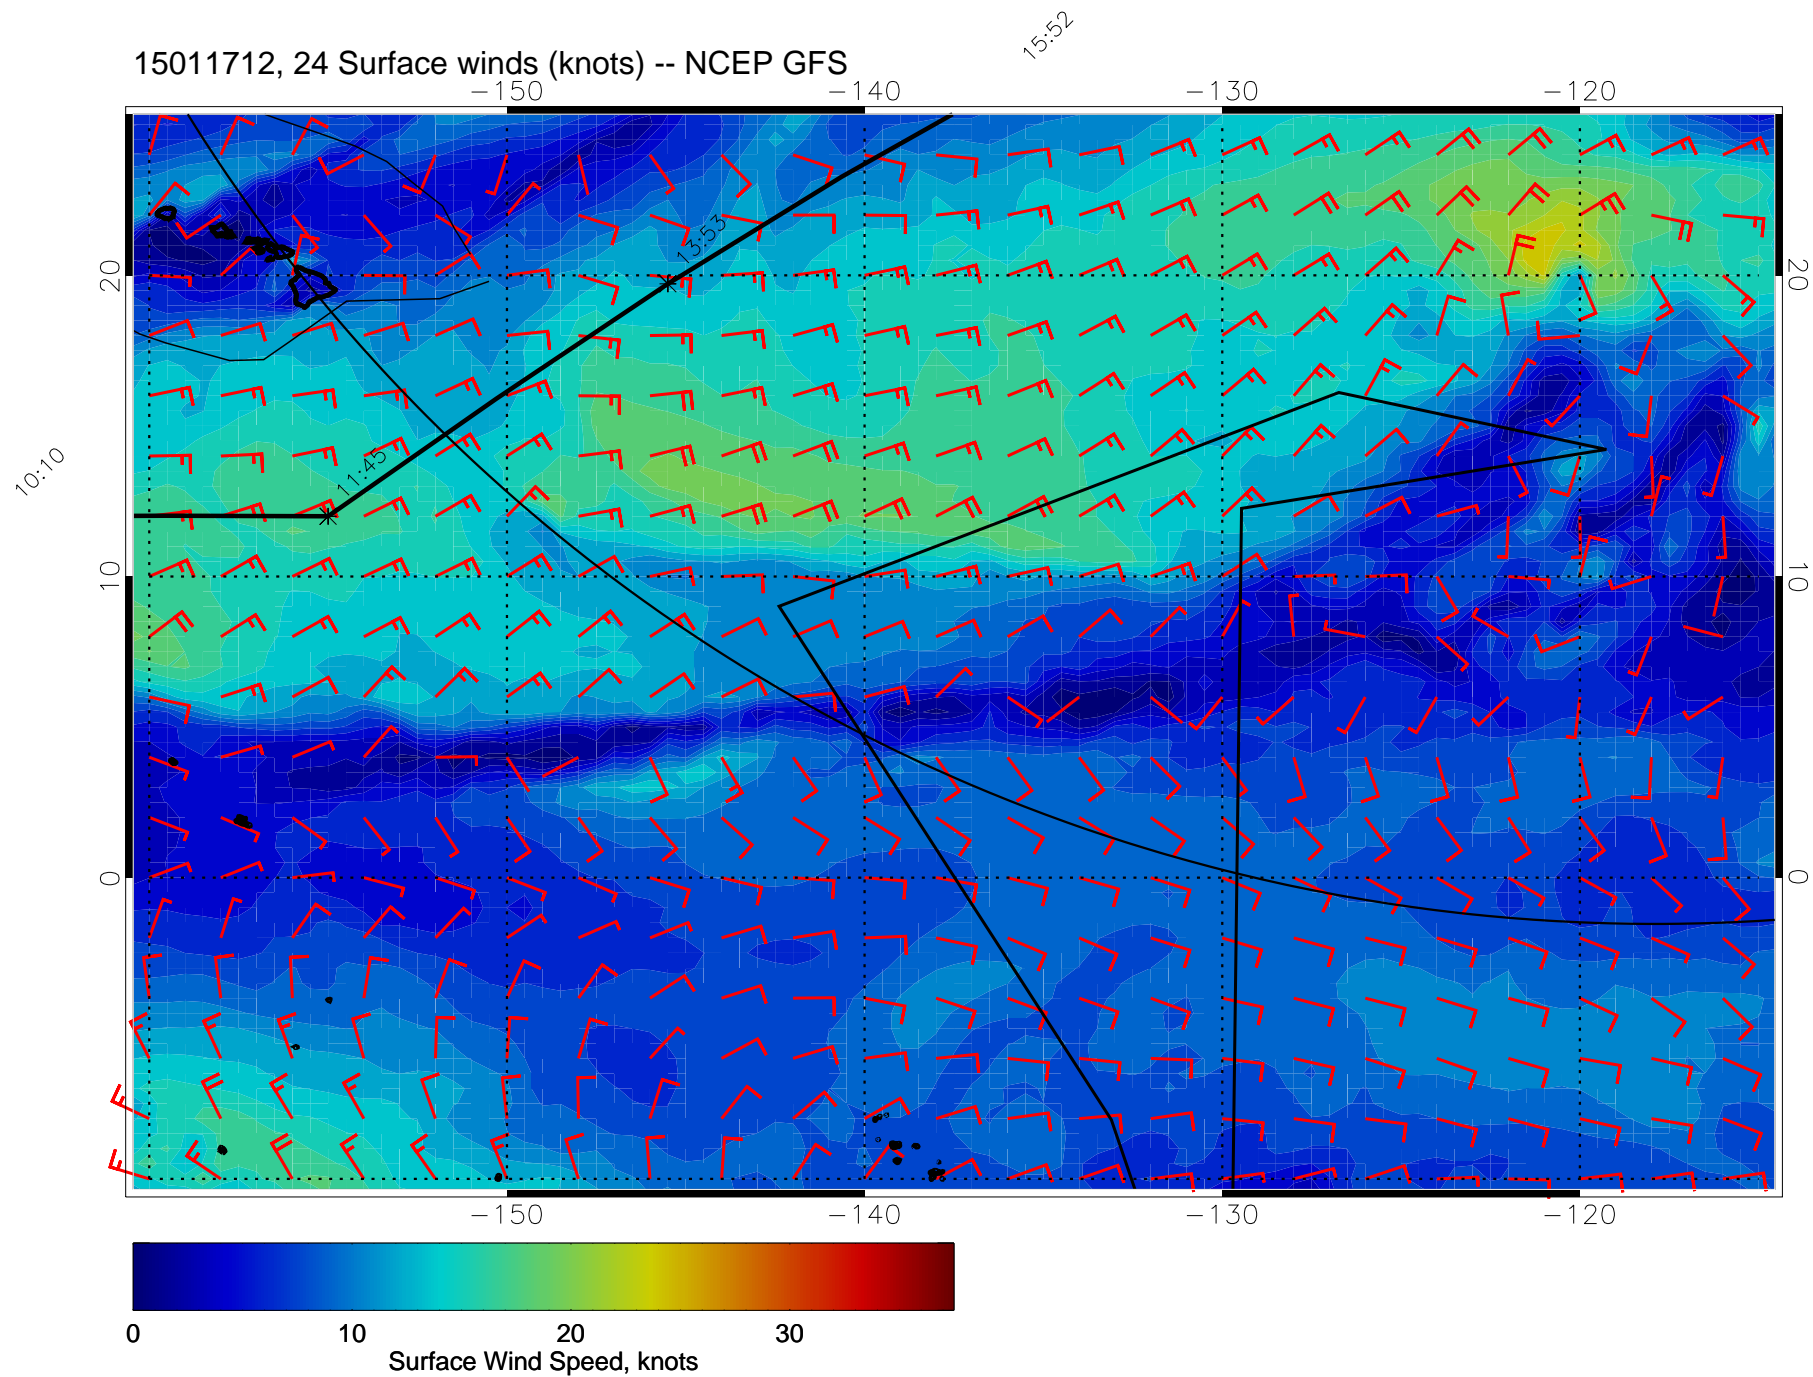 15:52
15011712, 24 Surface winds (knots) -- NCEP GFS
-150 -140 -130 -120
13:53
20 20
11:45
10:10
10 10
0 0
-150 -140 -130 -120
0 10 20 30
Surface Wind Speed, knots